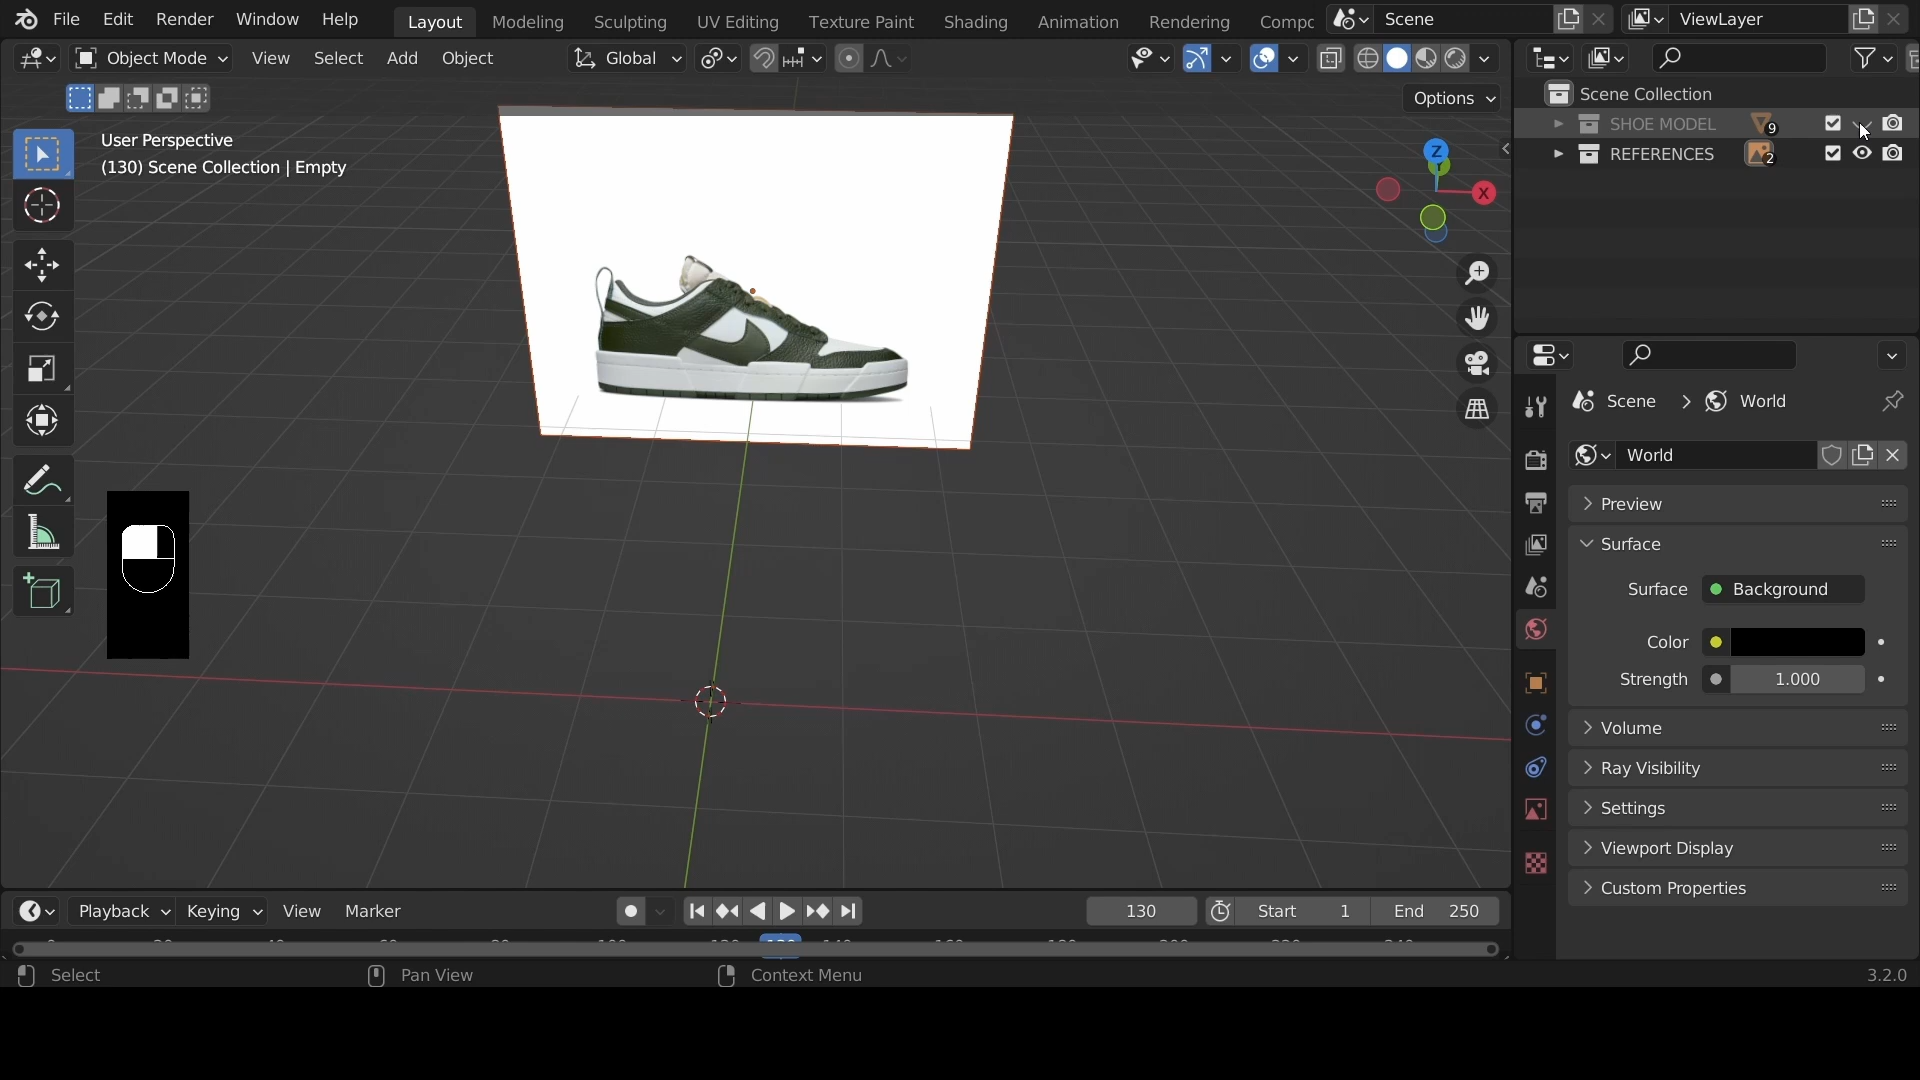 File Edit Render Window Help Layout Modeling Sculpting UV Editing Texture Paint Shading Animation Rendering Scene ViewLayer
Object Mode View Select Add Object Global
Options
User Perspective
(130) Scene Collection | Empty
Z
X
Scene Collection
SHOE MODEL 9
REFERENCES 2
Scene > World
World
Preview
Surface
Surface Background
Color
Strength 1.000
Volume
Ray Visibility
Settings
Viewport Display
Custom Properties
Playback Keying View Marker 130 Start 1 End 250
Select Pan View Context Menu 3.2.0